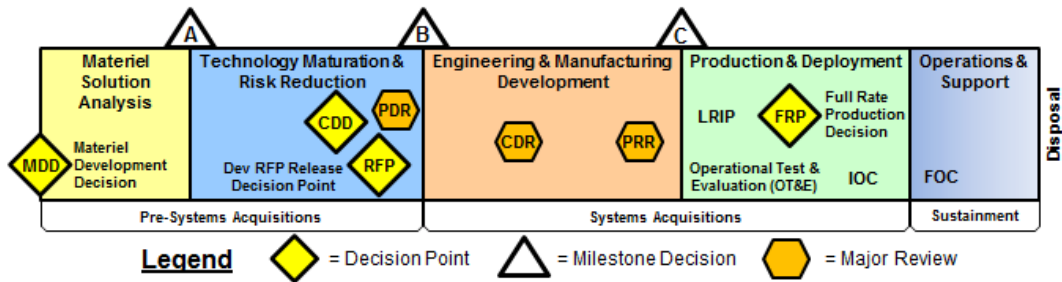 A
B
C
Materiel
Solution
Analysis
MDD
Materiel
Development
Decision
Technology Maturation &
Risk Reduction
CDD
PDR
Dev RFP Release
Decision Point
RFP
Engineering & Manufacturing
Development
CDR
PRR
Production & Deployment
LRIP
FRP
Full Rate
Production
Decision
Operational Test &
Evaluation (OT&E)
IOC
Operations &
Support
FOC
Disposal
Pre-Systems Acquisitions
Systems Acquisitions
Sustainment
Legend
= Decision Point
= Milestone Decision
= Major Review